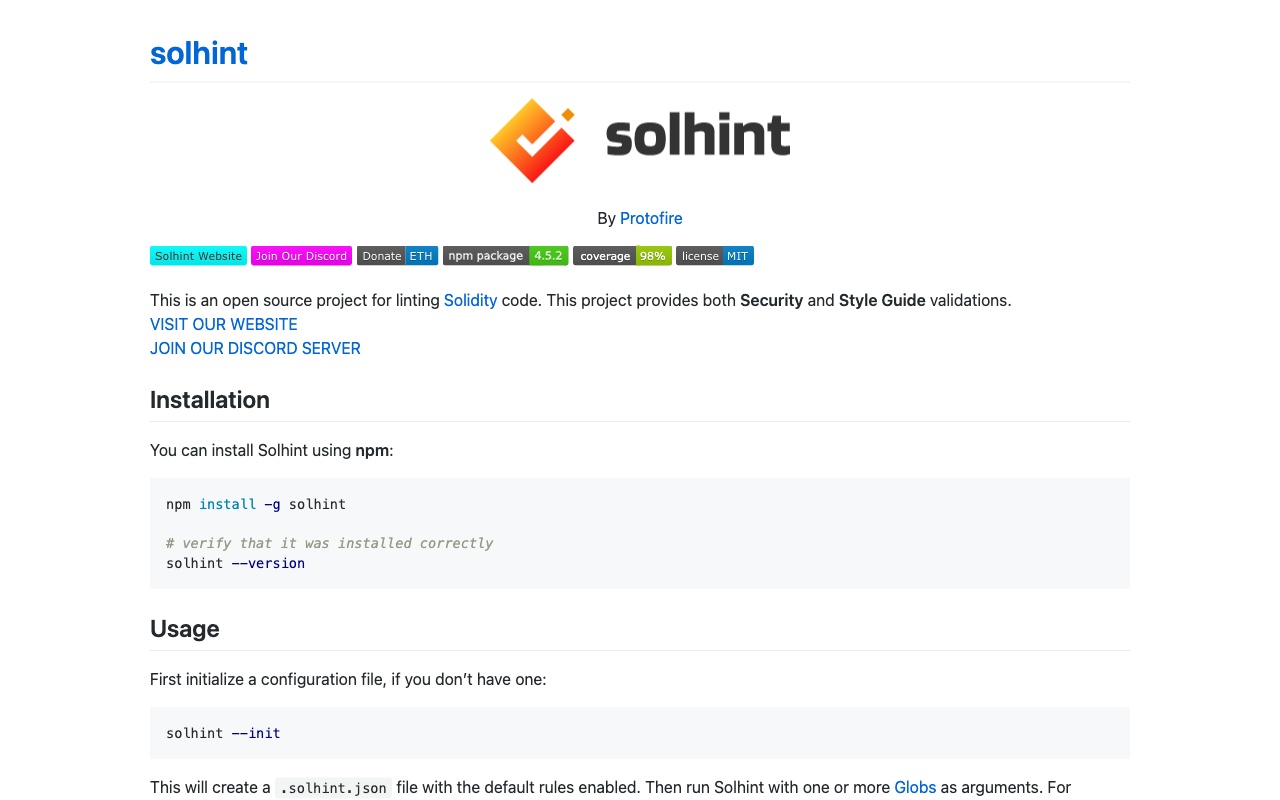 solhint
solhint
By Protofire
Solhint Website Join Our Discord Donate ETH npm package 4.5.2 coverage 98% license MIT
This is an open source project for linting Solidity code. This project provides both Security and Style Guide validations.
VISIT OUR WEBSITE
JOIN OUR DISCORD SERVER
Installation
You can install Solhint using npm:
npm install -g solhint
# verify that it was installed correctly
solhint --version
Usage
First initialize a configuration file, if you don’t have one:
solhint --init
This will create a .solhint.json file with the default rules enabled. Then run Solhint with one or more Globs as arguments. For